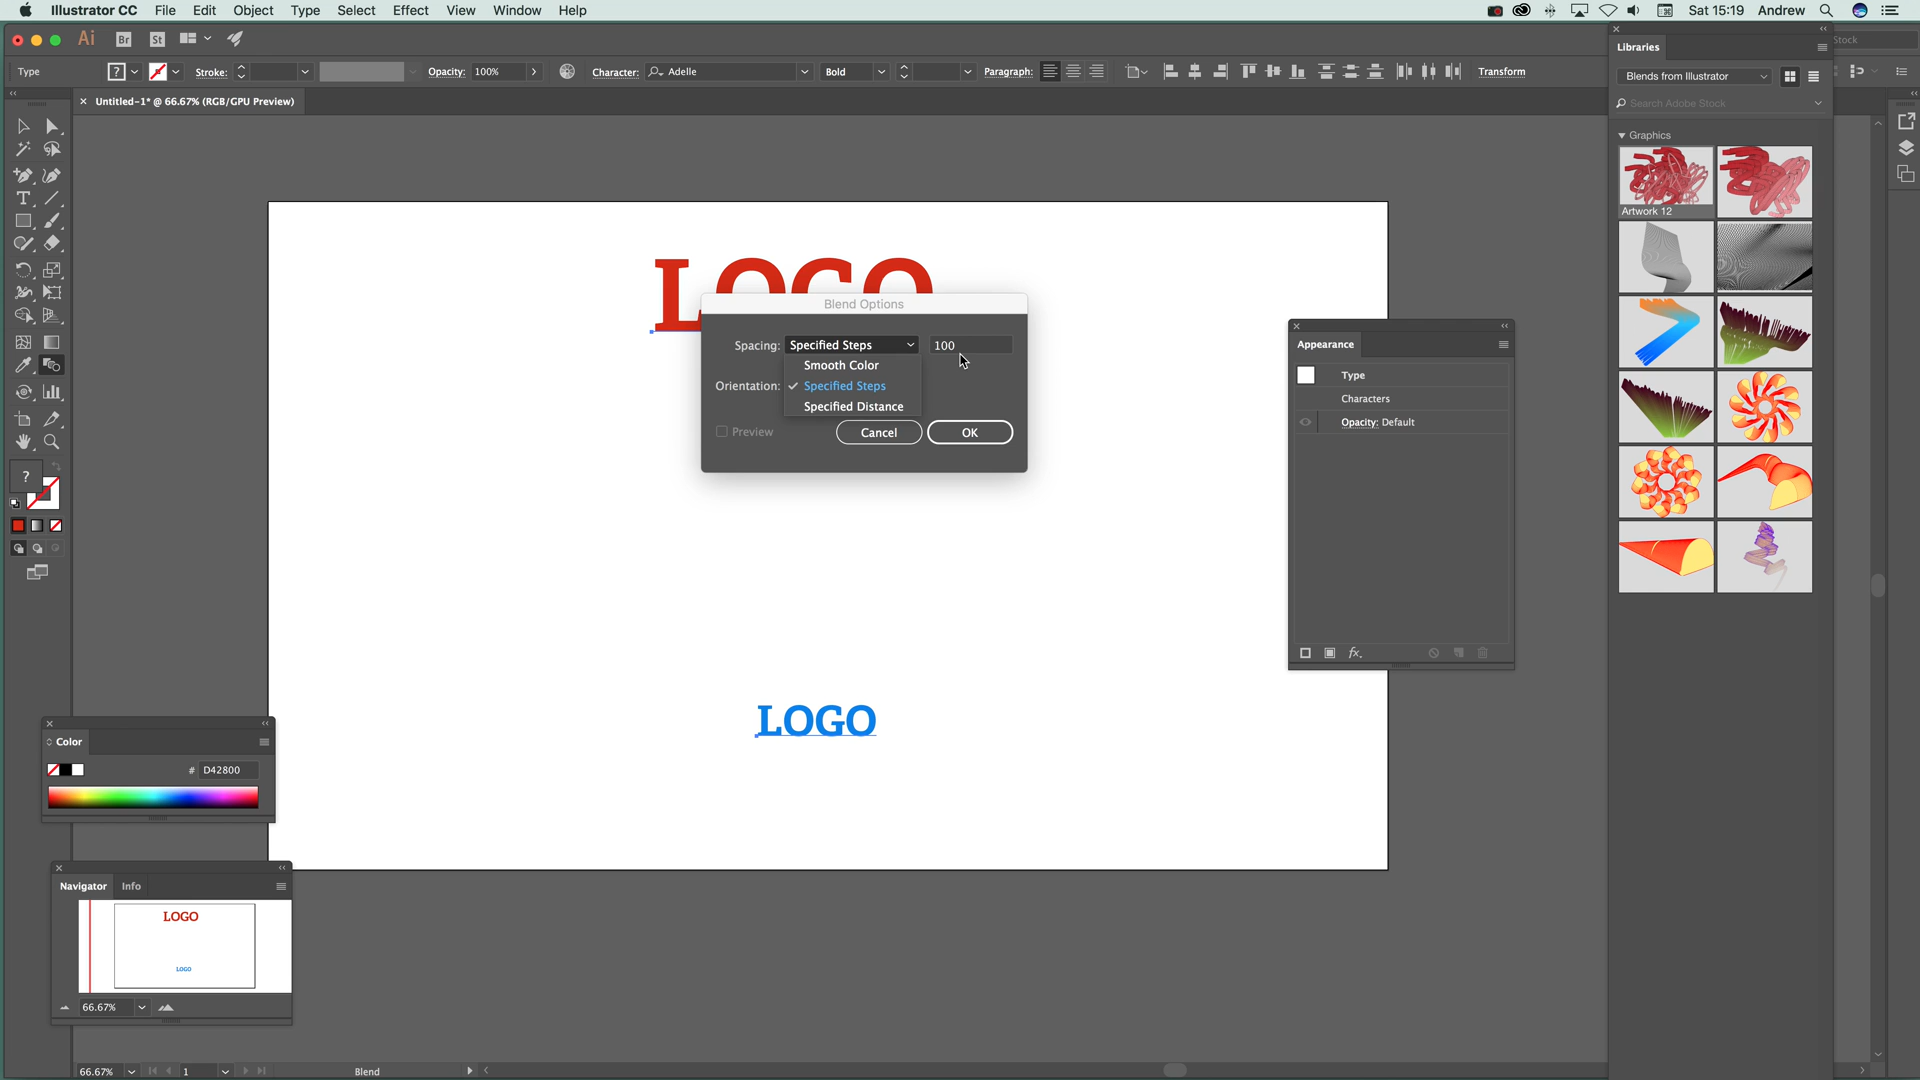 Illustrator CC File Edit Object Type Select Effect View Window Help
Sat 15:19 Andrew
Ai Br St
Stock
Type Stroke: Opacity: 100% Character: Adelle Bold Paragraph: Transform
Untitled-1* @ 66.67% (RGB/GPU Preview)
Libraries
Blends from Illustrator
Search Adobe Stock
Graphics
Artwork 12
LOGO
Blend Options
Spacing: Specified Steps 100
Smooth Color
Orientation: Specified Steps
Specified Distance
Preview Cancel OK
Appearance
Type
Characters
Opacity: Default
fx.
?
LOGO
Color
# D42800
Navigator Info
LOGO
LOGO
66.67%
66.67% 1 Blend